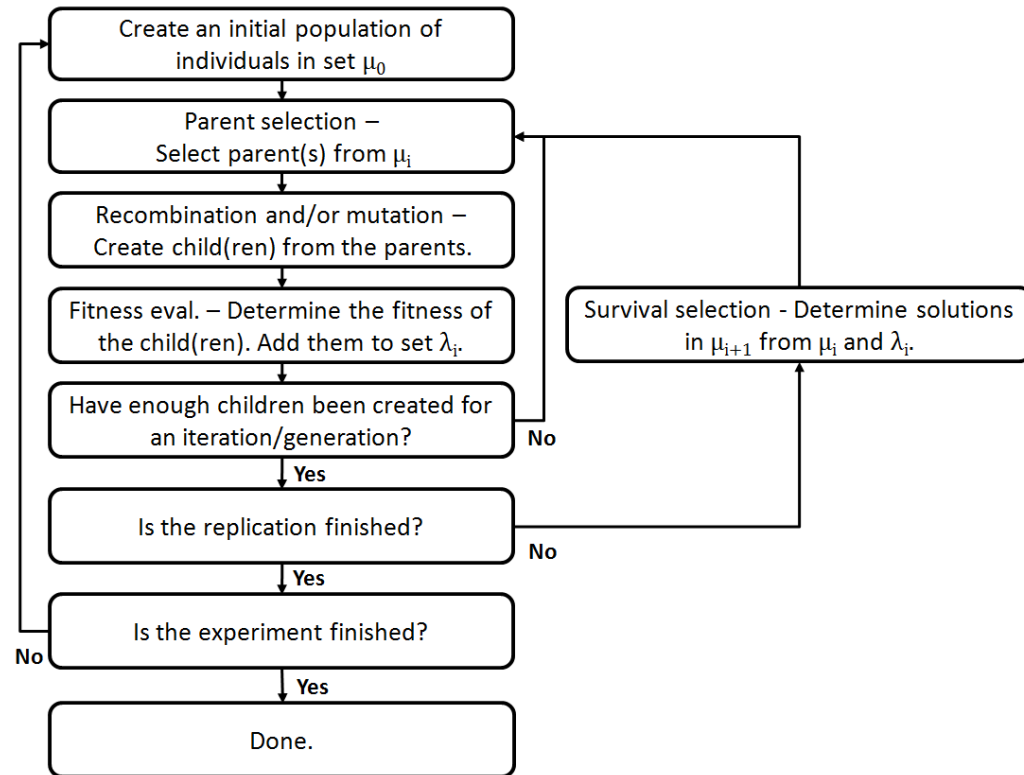 Create an initial population of
individuals in set μ₀
Parent selection –
Select parent(s) from μᵢ
Recombination and/or mutation –
Create child(ren) from the parents.
Fitness eval. – Determine the fitness of
the child(ren). Add them to set λᵢ.
Have enough children been created for
an iteration/generation?
No
Yes
Survival selection - Determine solutions
in μᵢ₊₁ from μᵢ and λᵢ.
Is the replication finished?
No
Yes
Is the experiment finished?
No
Yes
Done.